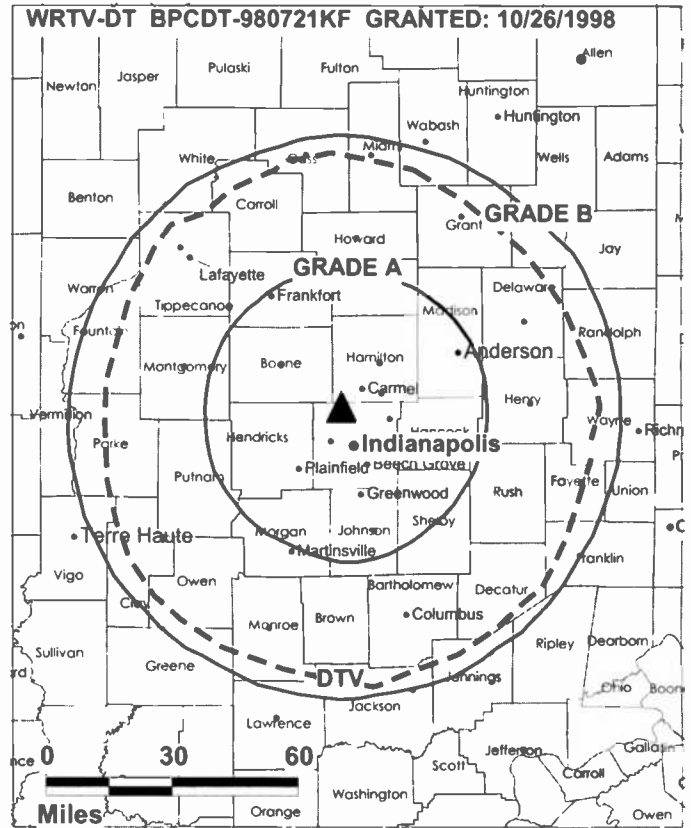 WRTV-DT BPCDT-980721KF GRANTED: 10/26/1998
Allen
Pulaski
Fulton
Jasper
Newton
Huntington
Huntington
Wabash
White
Miami
Wells
Adams
Benton
Carroll
GRADE B
Grant
Jay
Howard
GRADE A
Lafayette
Warren
Delaware
Frankfort
Tippecanoe
Madison
Randolph
Hamilton
Anderson
Montgomery
Boone
Carmel
Henry
Vermillion
Wayne
Hancock
Parke
Hendricks
Indianapolis
Plainfield
Beech Grove
Putnam
Fayette
Rush
Union
Greenwood
Morgan
Johnson
Shelby
Terre Haute
Martinsville
Franklin
Vigo
Owen
Bartholomew
Decatur
Clay
Brown
Columbus
Monroe
Ripley
Dearborn
Sullivan
Greene
DTV
Jennings
Ohio
Jackson
Lawrence
0 30 60
Jefferson
Scott
Carroll
Washington
Miles
Orange
Owen